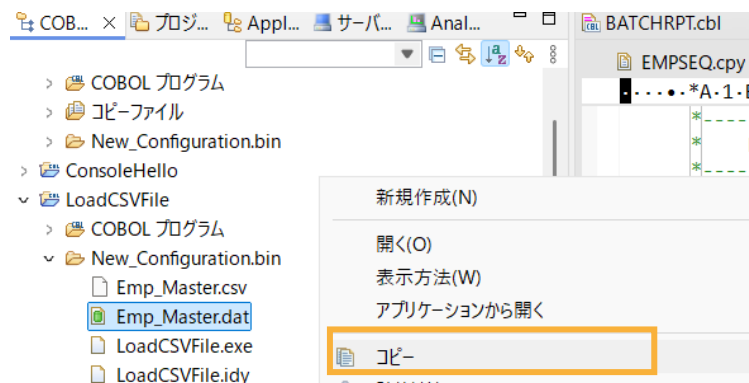 COB... プロジ... Appl... サーバ... Anal...
BATCHRPT.cbl
EMPSEQ.cpy
COBOL プログラム
コピーファイル
New_Configuration.bin
ConsoleHello
LoadCSVFile
COBOL プログラム
New_Configuration.bin
Emp_Master.csv
Emp_Master.dat
LoadCSVFile.exe
LoadCSVFile.idy
*A-1-B
*----
*
*----
新規作成(N)
開く(O)
表示方法(W)
アプリケーションから開く
コピー